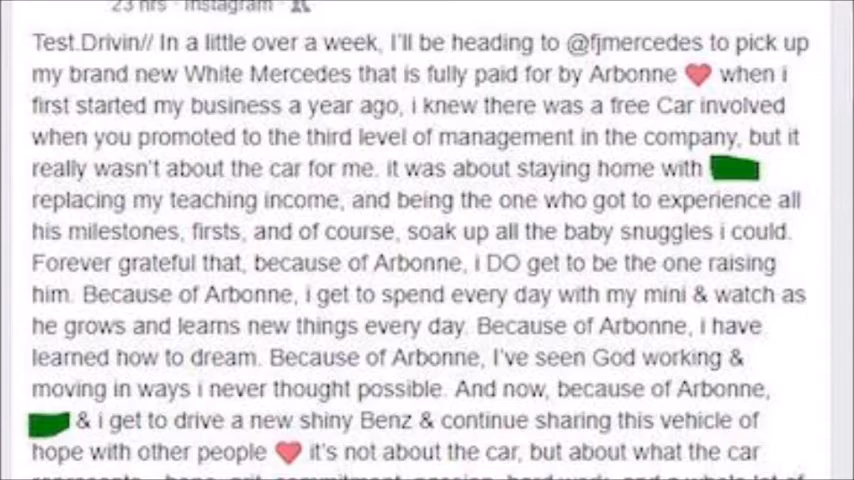 23 hrs · Instagram ·
Test.Drivin// In a little over a week, I'll be heading to @fjmercedes to pick up
my brand new White Mercedes that is fully paid for by Arbonne ❤️ when i
first started my business a year ago, i knew there was a free Car involved
when you promoted to the third level of management in the company, but it
really wasn't about the car for me. it was about staying home with
replacing my teaching income, and being the one who got to experience all
his milestones, firsts, and of course, soak up all the baby snuggles i could.
Forever grateful that, because of Arbonne, i DO get to be the one raising
him. Because of Arbonne, i get to spend every day with my mini & watch as
he grows and learns new things every day. Because of Arbonne, i have
learned how to dream. Because of Arbonne, I've seen God working &
moving in ways i never thought possible. And now, because of Arbonne,
& i get to drive a new shiny Benz & continue sharing this vehicle of
hope with other people ❤️ it's not about the car, but about what the car